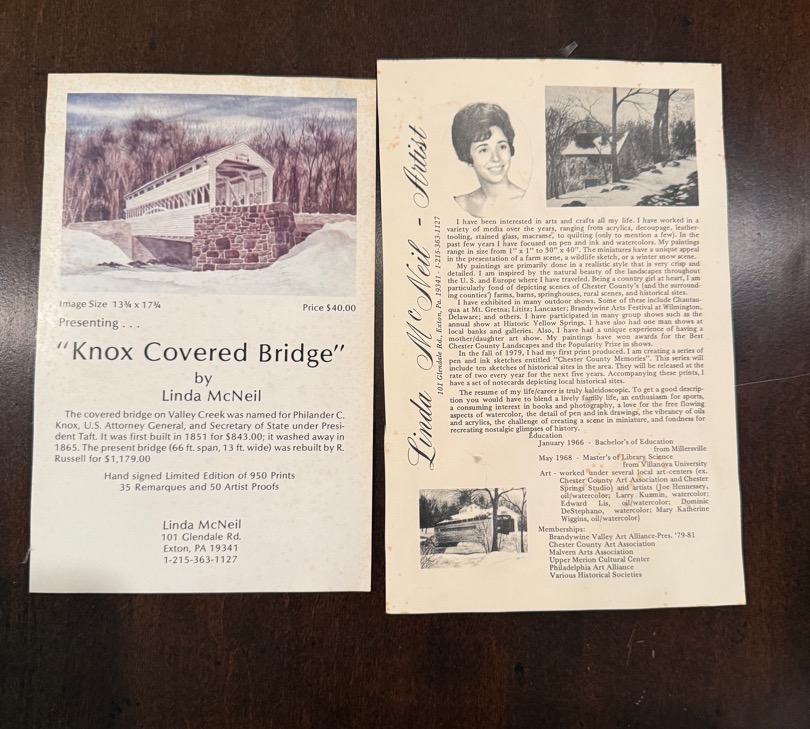 Image Size 13¾ x 17¾
Price $40.00
Presenting . . .
"Knox Covered Bridge"
by
Linda McNeil
The covered bridge on Valley Creek was named for Philander C.
Knox, U.S. Attorney General, and Secretary of State under Presi-
dent Taft. It was first built in 1851 for $843.00; it washed away in
1865. The present bridge (66 ft. span, 13 ft. wide) was rebuilt by R.
Russell for $1,179.00
Hand signed Limited Edition of 950 Prints
35 Remarques and 50 Artist Proofs
Linda McNeil
101 Glendale Rd.
Exton, PA 19341
1-215-363-1127
Linda McNeil - Artist
101 Glendale Rd., Exton, Pa. 19341 - 1-215-363-1127
I have been interested in arts and crafts all my life. I have worked in a
variety of media over the years, ranging from acrylics, decoupage, leather-
tooling, stained glass, macrame, to quilting (only to mention a few). In the
past few years I have focused on pen and ink and watercolors. My paintings
range in size from 1" x 1" to 30" x 40". The miniatures have a unique appeal
in the presentation of a farm scene, a wildlife sketch, or a winter snow scene.
My paintings are primarily done in a realistic style that is very crisp and
detailed. I am inspired by the natural beauty of the landscapes throughout
the U. S. and Europe where I have traveled. Being a country girl at heart, I am
particularly fond of depicting scenes of Chester County's (and the surround-
ing counties') farms, barns, springhouses, rural scenes, and historical sites.
I have exhibited in many outdoor shows. Some of these include Chautau-
qua at Mt. Gretna; Lititz; Lancaster; Brandywine Arts Festival at Wilmington,
Delaware; and others. I have participated in many group shows such as the
annual show at Historic Yellow Springs. I have also had one man shows at
local banks and galleries. Also, I have had a unique experience of having a
mother/daughter art show. My paintings have won awards for the Best
Chester County Landscapes and the Popularity Prize in shows.
In the fall of 1979, I had my first print produced. I am creating a series of
pen and ink sketches entitled "Chester County Memories". This series will
include ten sketches of historical sites in the area. They will be released at the
rate of two every year for the next five years. Accompanying these prints, I
have a set of notecards depicting local historical sites.
The resume of my life/career is truly kaleidoscopic. To get a good descrip-
tion you would have to blend a lively family life, an enthusiasm for sports,
a consuming interest in books and photography, a love for the free flowing
aspects of watercolor, the detail of pen and ink drawings, the vibrancy of oils
and acrylics, the challenge of creating a scene in miniature, and fondness for
recreating nostalgic glimpses of history.
Education
January 1966 - Bachelor's of Education
from Millersville
May 1968 - Master's of Library Science
from Villanova University
Art - worked under several local art centers (ex.
Chester County Art Association and Chester
Springs Studio) and artists (Joe Hennessey,
oil/watercolor; Larry Kuzmin, watercolor;
Edward Lis, oil/watercolor; Dominic
DeStephano, watercolor; Mary Katherine
Wiggins, oil/watercolor)
Memberships:
Brandywine Valley Art Alliance-Pres. '79-81
Chester County Art Association
Malvern Arts Association
Upper Merion Cultural Center
Philadelphia Art Alliance
Various Historical Societies